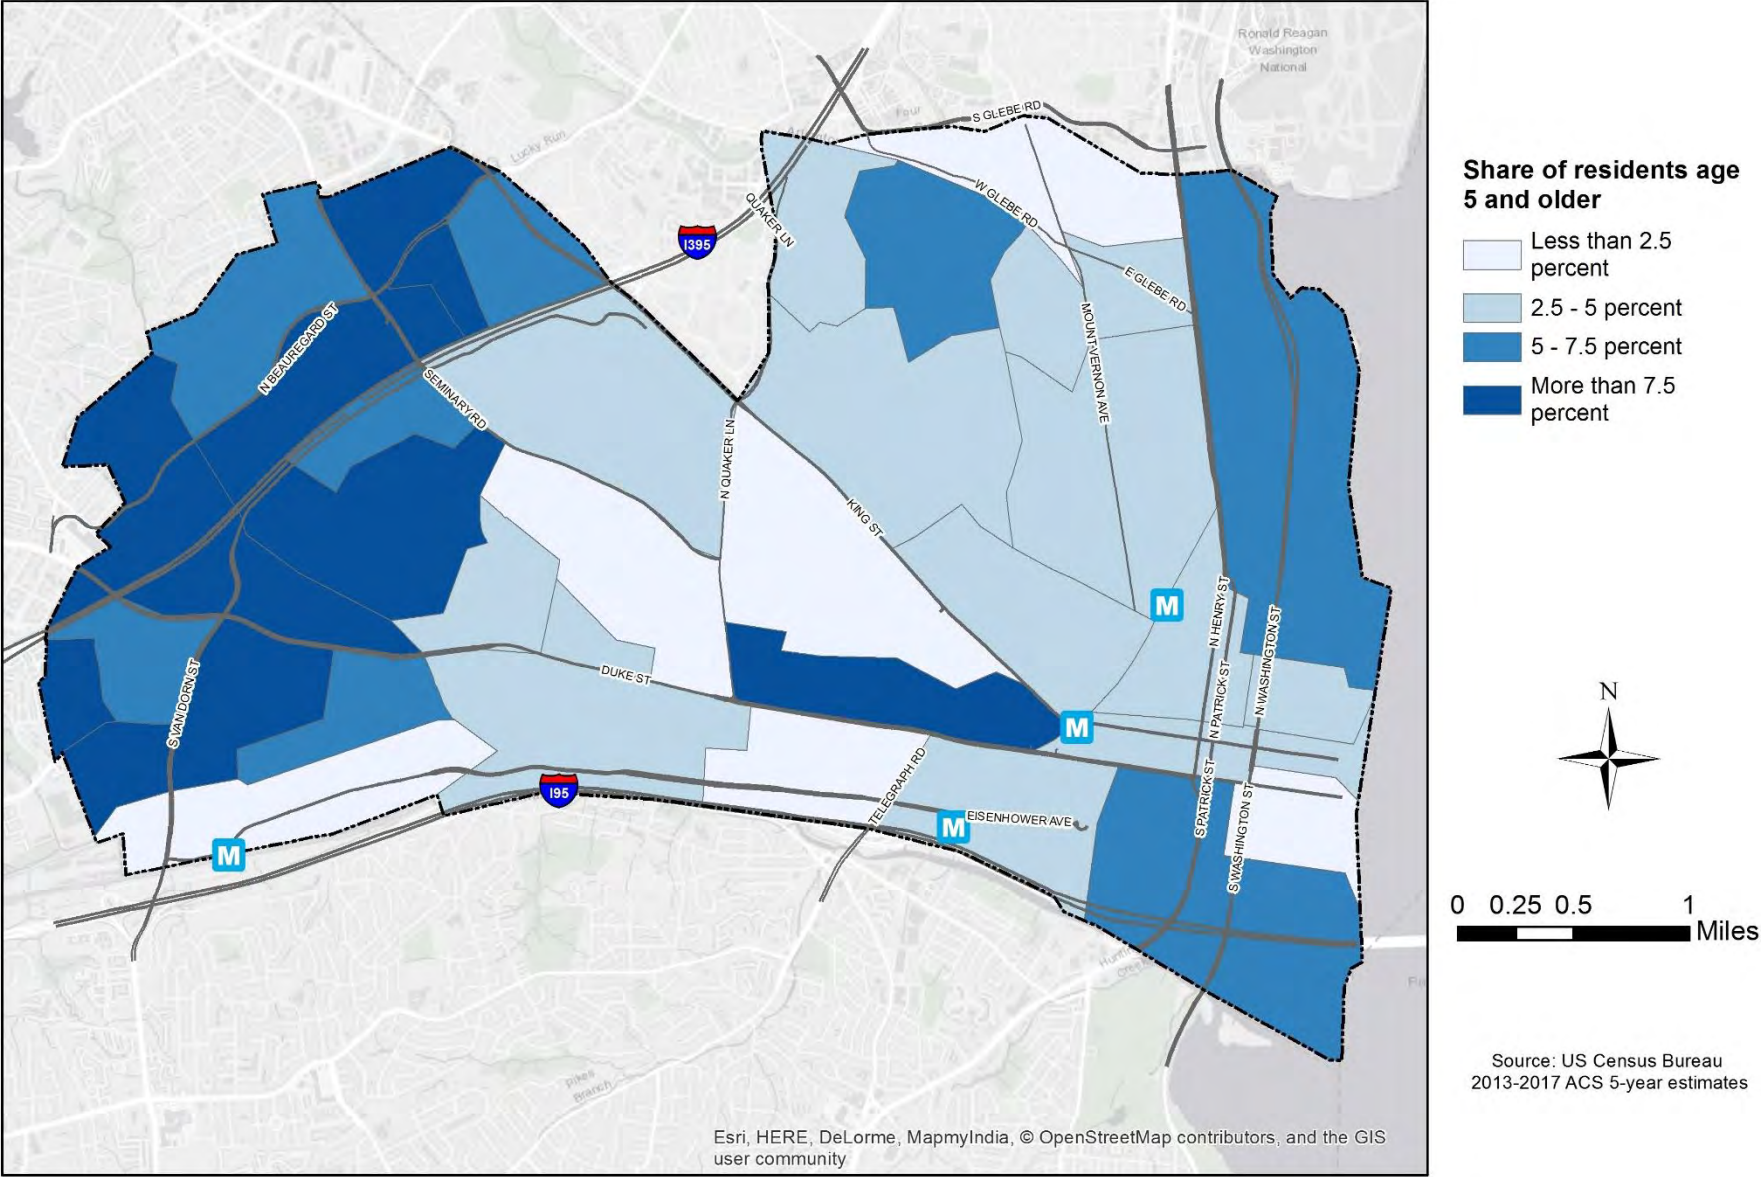 Ronald Reagan
Washington
National
Four
S GLEBE RD
Lucky Run
W GLEBE RD
QUAKER LN
I395
E GLEBE RD
N BEAUREGARD ST
MOUNT VERNON AVE
SEMINARY RD
N QUAKER LN
KING ST
M
N HENRY ST
N WASHINGTON ST
DUKE ST
S VAN DORN ST
N PATRICK ST
M
TELEGRAPH RD
S PATRICK ST
S WASHINGTON ST
I95
M
EISENHOWER AVE
M
Pikes
Branch
Esri, HERE, DeLorme, MapmyIndia, © OpenStreetMap contributors, and the GIS
user community
Share of residents age
5 and older
Less than 2.5
percent
2.5 - 5 percent
5 - 7.5 percent
More than 7.5
percent
N
0 0.25 0.5 1
Miles
Source: US Census Bureau
2013-2017 ACS 5-year estimates